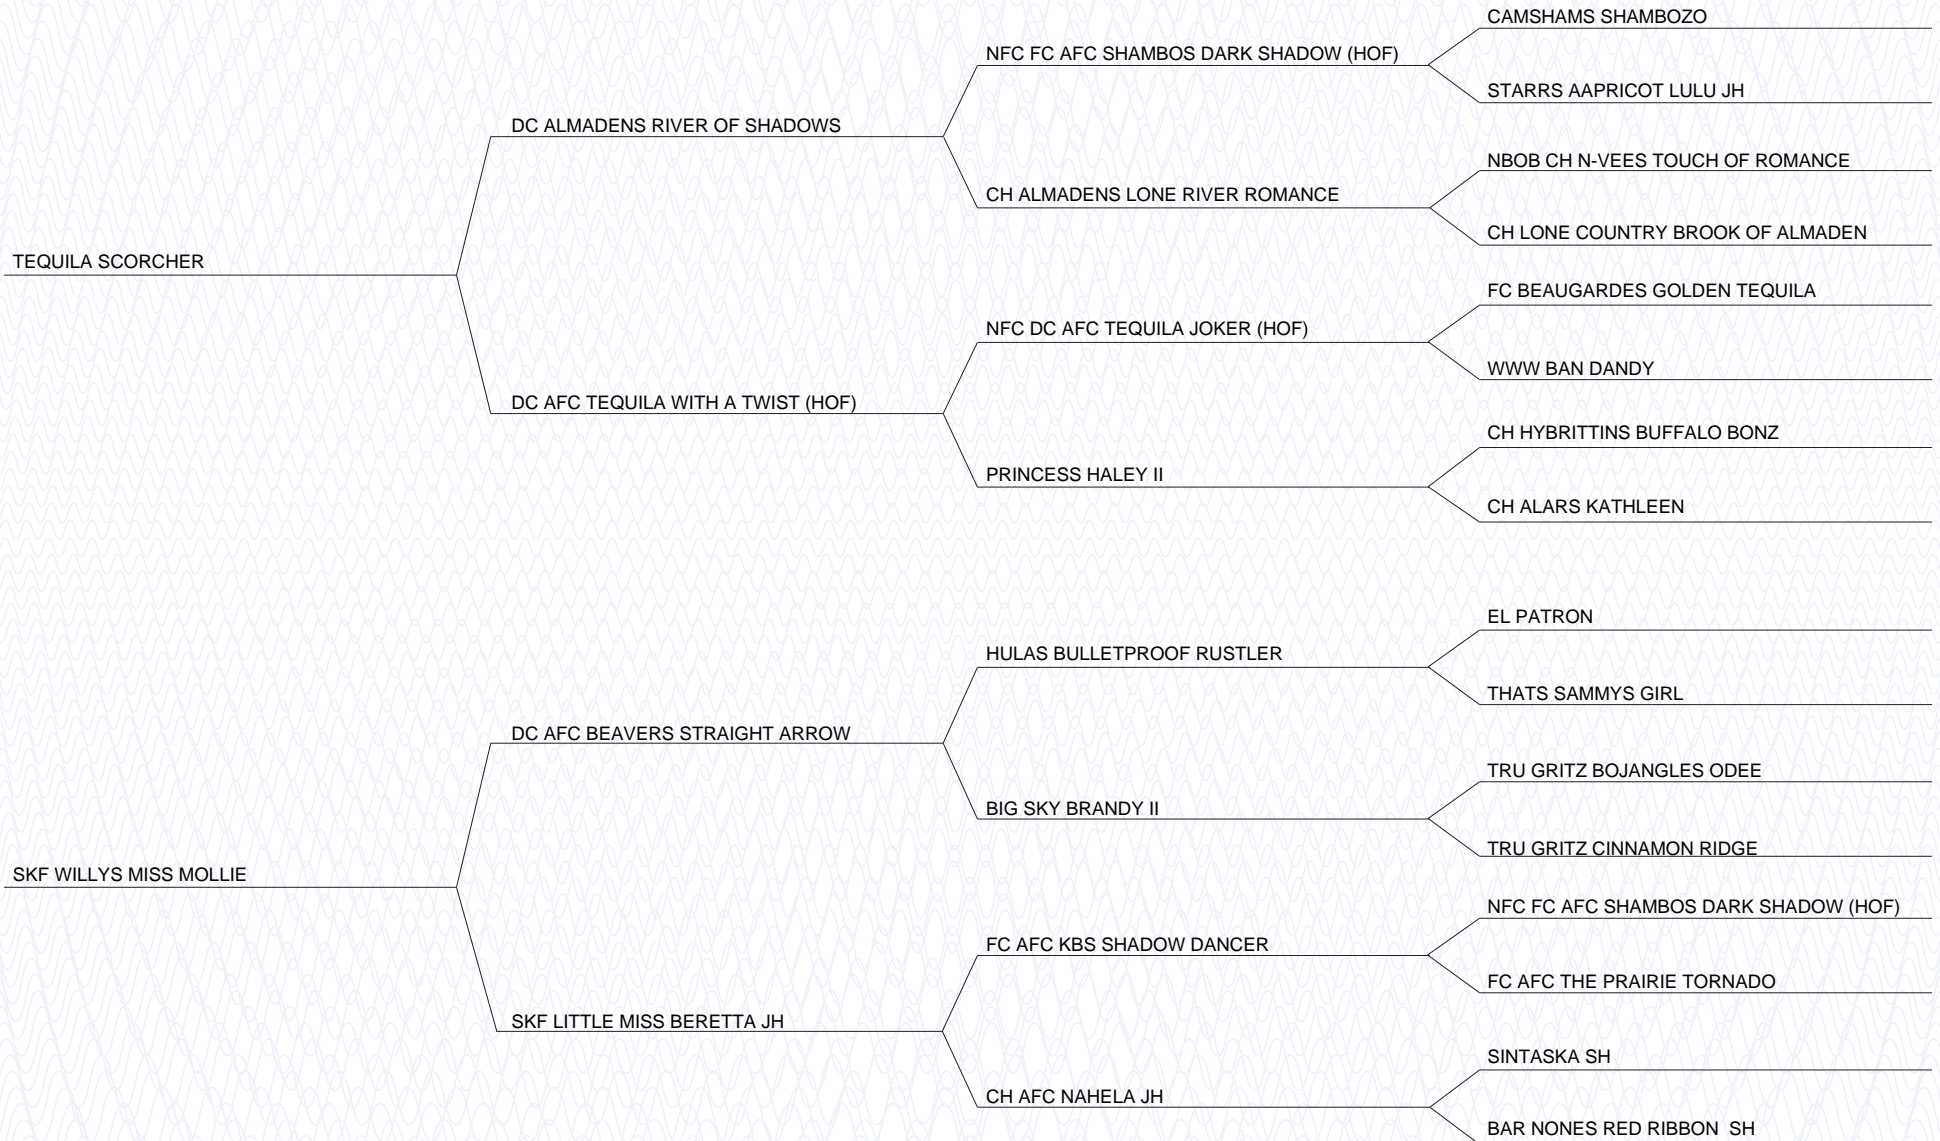 CAMSHAMS SHAMBOZO
NFC FC AFC SHAMBOS DARK SHADOW (HOF)
STARRS AAPRICOT LULU JH
DC ALMADENS RIVER OF SHADOWS
NBOB CH N-VEES TOUCH OF ROMANCE
CH ALMADENS LONE RIVER ROMANCE
CH LONE COUNTRY BROOK OF ALMADEN
TEQUILA SCORCHER
FC BEAUGARDES GOLDEN TEQUILA
NFC DC AFC TEQUILA JOKER (HOF)
WWW BAN DANDY
DC AFC TEQUILA WITH A TWIST (HOF)
CH HYBRITTINS BUFFALO BONZ
PRINCESS HALEY II
CH ALARS KATHLEEN
EL PATRON
HULAS BULLETPROOF RUSTLER
THATS SAMMYS GIRL
DC AFC BEAVERS STRAIGHT ARROW
TRU GRITZ BOJANGLES ODEE
BIG SKY BRANDY II
TRU GRITZ CINNAMON RIDGE
SKF WILLYS MISS MOLLIE
NFC FC AFC SHAMBOS DARK SHADOW (HOF)
FC AFC KBS SHADOW DANCER
FC AFC THE PRAIRIE TORNADO
SKF LITTLE MISS BERETTA JH
SINTASKA SH
CH AFC NAHELA JH
BAR NONES RED RIBBON  SH